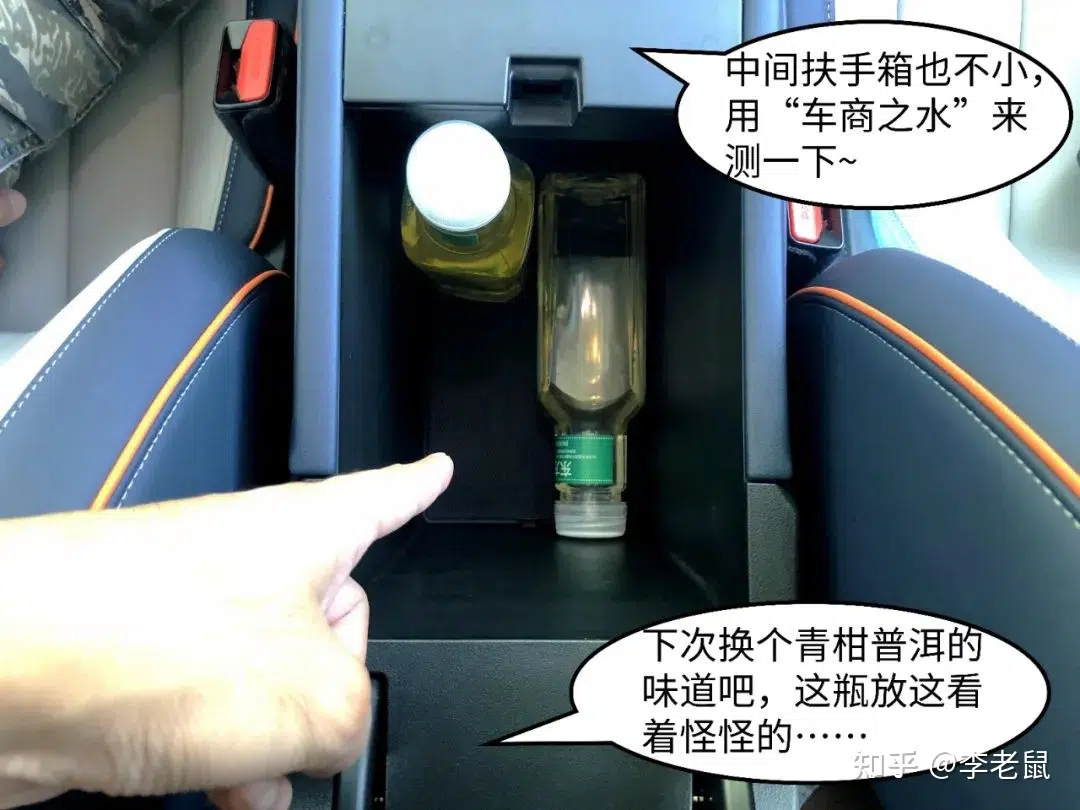 中间扶手箱也不小，
用“车商之水”来
测一下~
东方
下次换个青柑普洱的
味道吧，这瓶放这看
着怪怪的……
知乎 @李老鼠